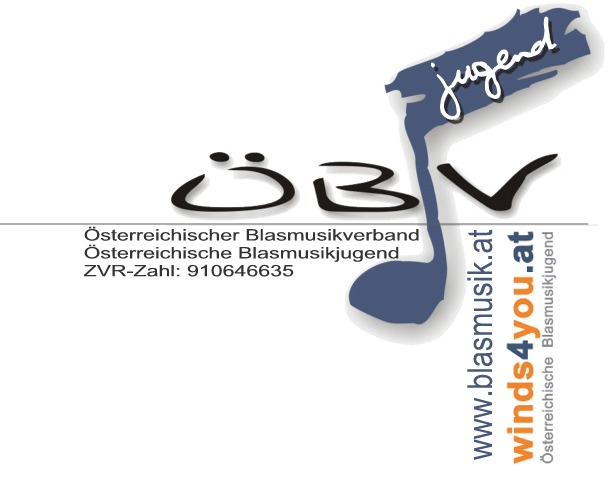 jugend
ÖBV
Österreichischer Blasmusikverband
Österreichische Blasmusikjugend
ZVR-Zahl: 910646635
www.blasmusik.at
winds4you.at
Österreichische Blasmusikjugend